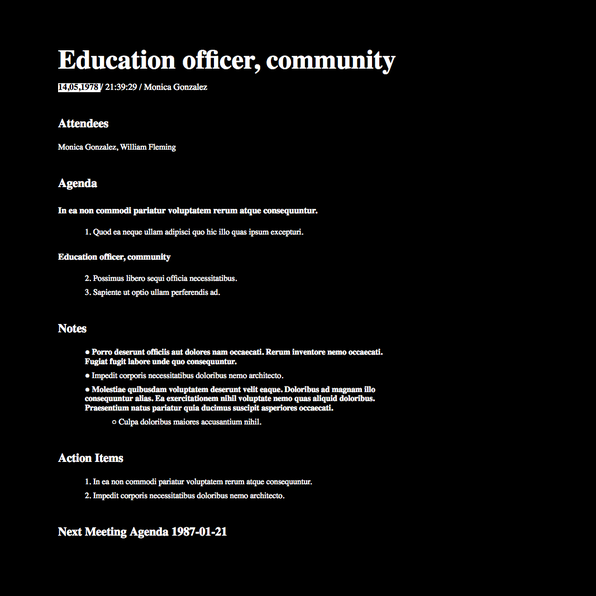 Education officer, community
14.05.1978 / 21:39:29 / Monica Gonzalez
Attendees
Monica Gonzalez, William Fleming
Agenda
In ea non commodi pariatur voluptatem rerum atque consequuntur.
1. Quod ea neque ullam adipisci quo hic illo quas ipsum excepturi.
Education officer, community
2. Possimus libero sequi officia necessitatibus.
3. Sapiente ut optio ullam perferendis ad.
Notes
● Porro deserunt officiis aut dolores nam occaecati. Rerum inventore nemo occaecati.
Fugiat fugit labore unde quo consequuntur.
● Impedit corporis necessitatibus doloribus nemo architecto.
● Molestiae quibusdam voluptatem deserunt velit eaque. Doloribus ad magnam illo
consequuntur alias. Ea exercitationem nihil voluptate nemo quas aliquid doloribus.
Praesentium natus pariatur quia ducimus suscipit asperiores occaecati.
○ Culpa doloribus maiores accusantium nihil.
Action Items
1. In ea non commodi pariatur voluptatem rerum atque consequuntur.
2. Impedit corporis necessitatibus doloribus nemo architecto.
Next Meeting Agenda 1987-01-21